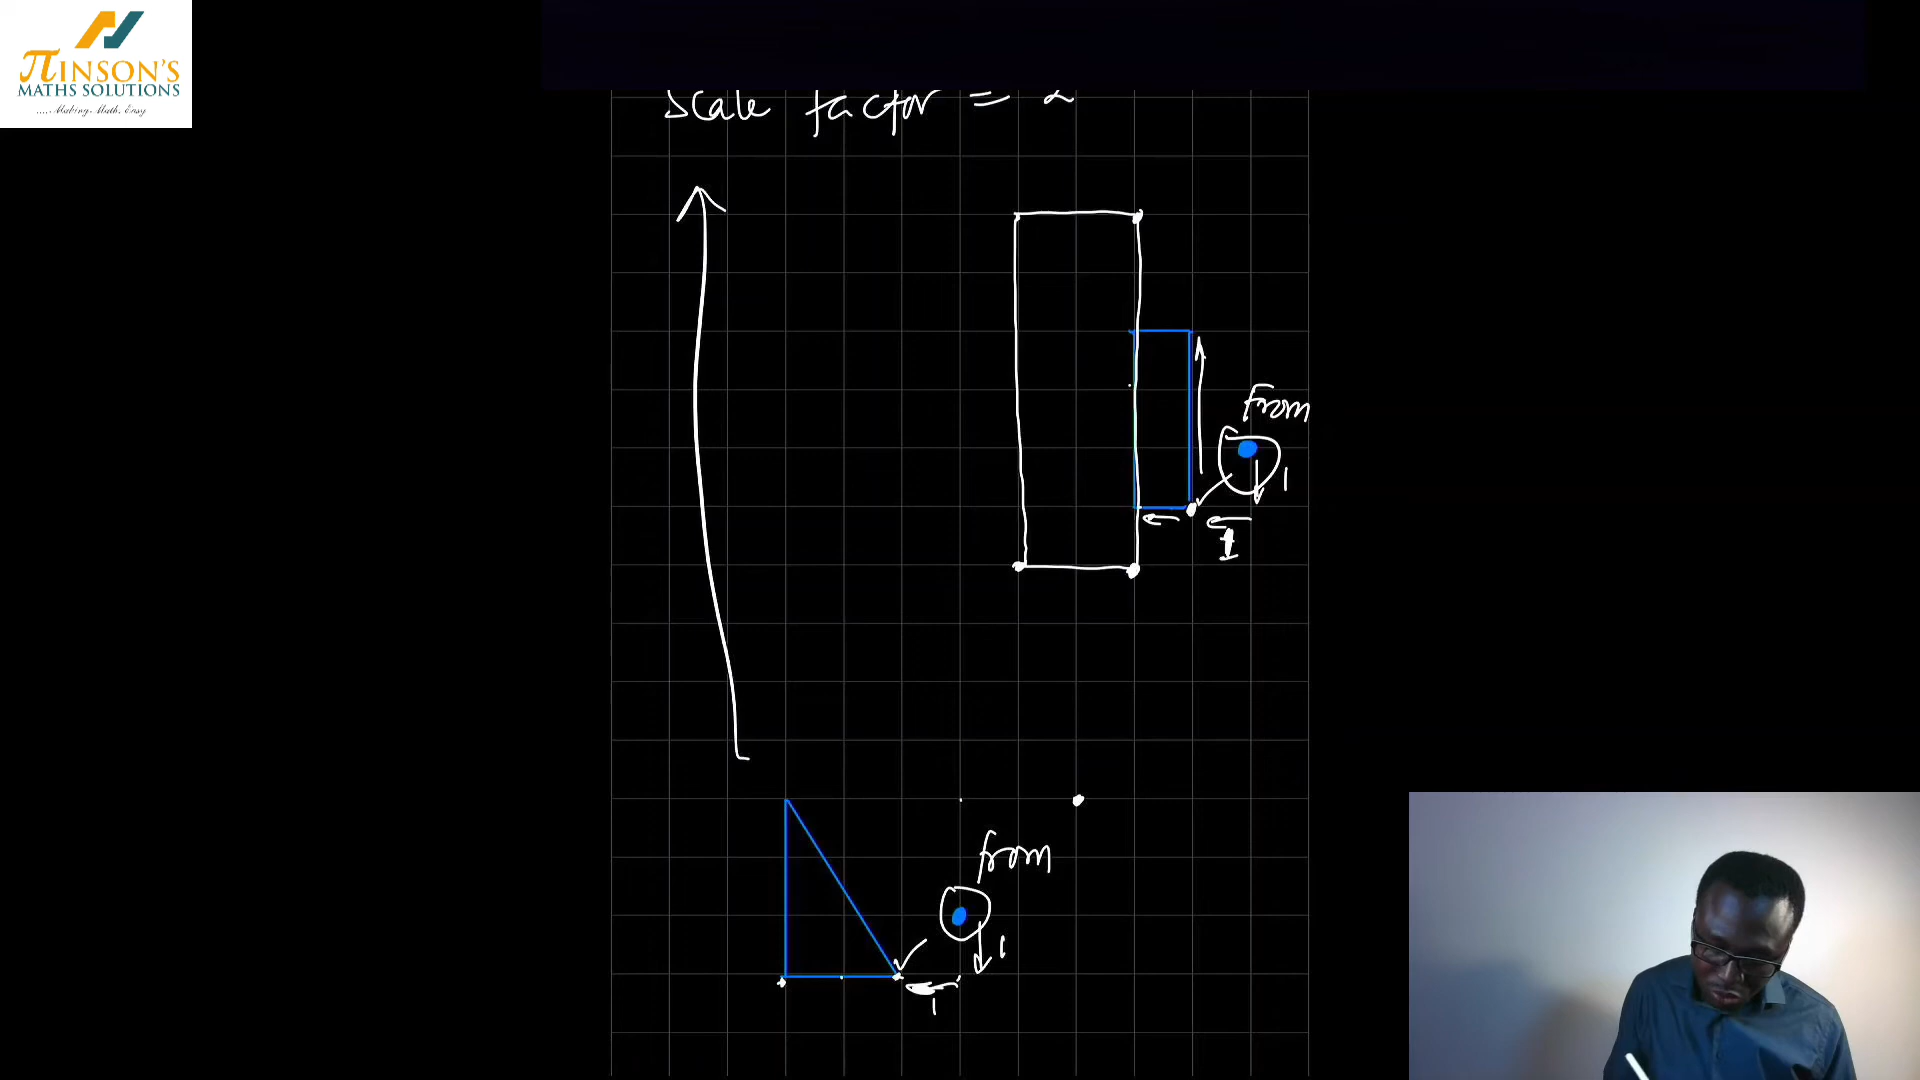 πINSON'S
MATHS SOLUTIONS
.....Making Math Easy
Scale factor = 2
from
1
1
from
1
1